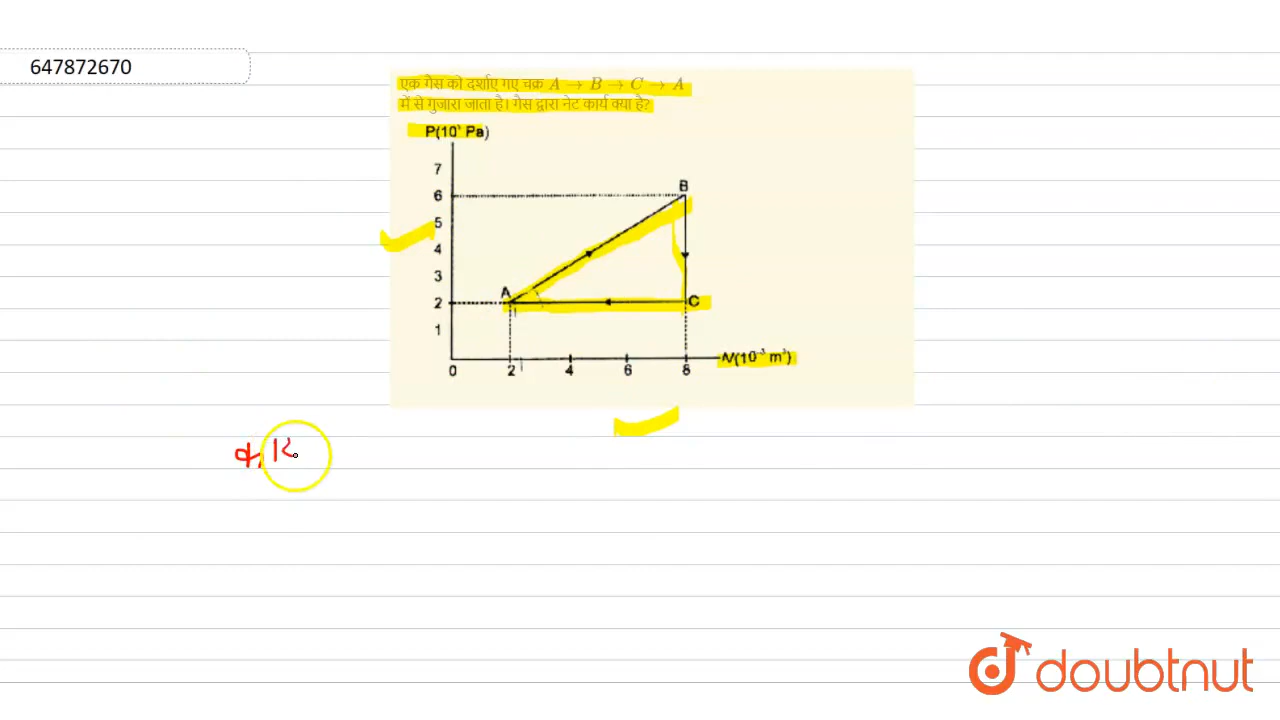 647872670
एक गैस को दर्शाए गए चक्र A → B → C → A
में से गुजारा जाता है। गैस द्वारा नेट कार्य क्या है?
P(10³ Pa)
7
6
B
5
4
3
A
2
C
1
V(10⁻³ m³)
0
2
4
6
8
doubtnut